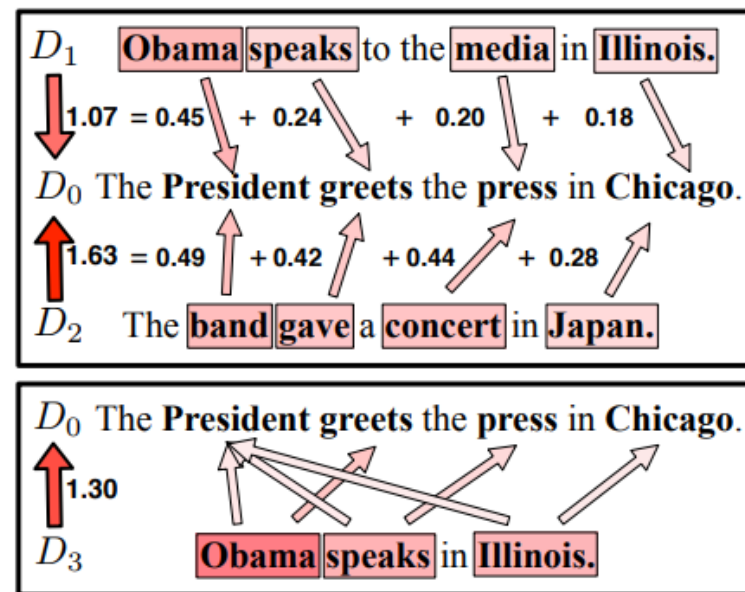 D₁ Obama speaks to the media in Illinois.
1.07 = 0.45 + 0.24 + 0.20 + 0.18
D₀ The President greets the press in Chicago.
1.63 = 0.49 + 0.42 + 0.44 + 0.28
D₂ The band gave a concert in Japan.
D₀ The President greets the press in Chicago.
1.30
D₃ Obama speaks in Illinois.